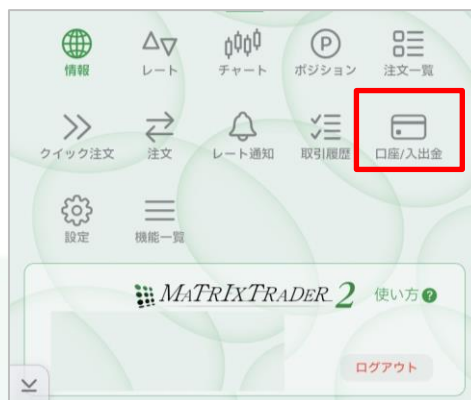 情報 レート チャート ポジション 注文一覧
クイック注文 注文 レート通知 取引履歴 口座/入出金
設定 機能一覧
MATRIXTRADER 2 使い方 ?
ログアウト